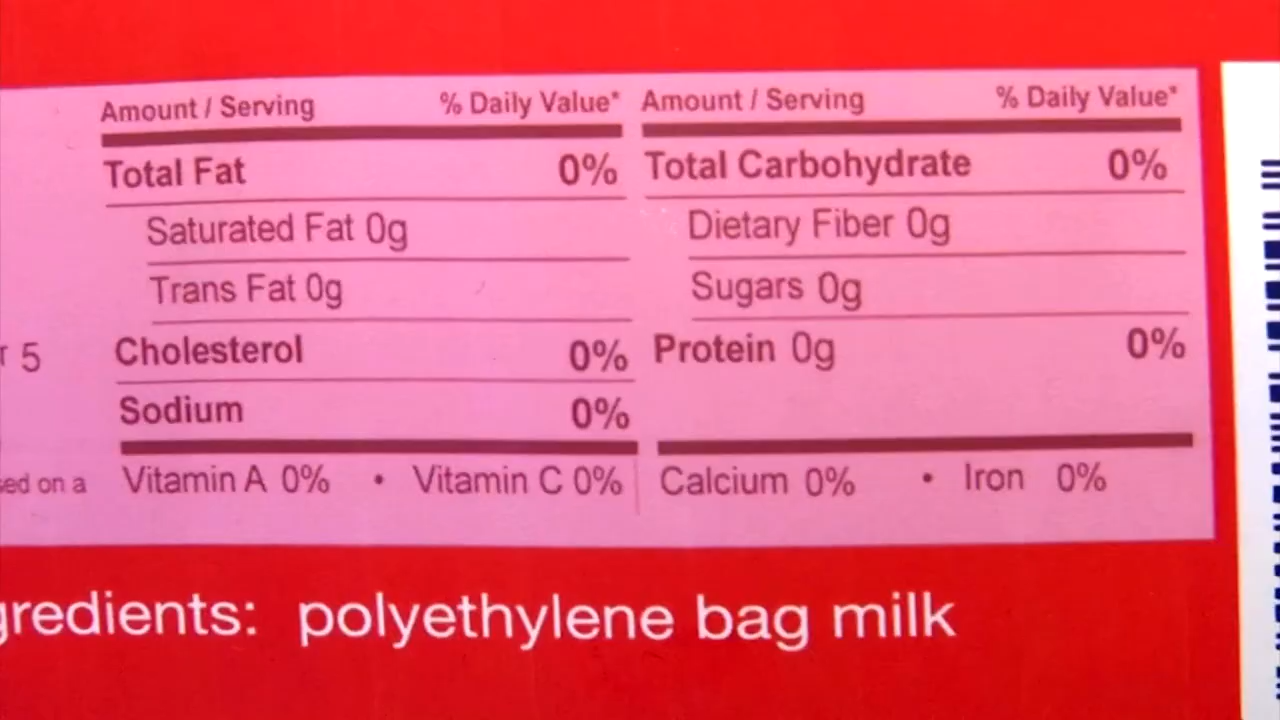 Amount / Serving % Daily Value* Amount / Serving % Daily Value*
Total Fat 0% Total Carbohydrate 0%
Saturated Fat 0g Dietary Fiber 0g
Trans Fat 0g Sugars 0g
5 Cholesterol 0% Protein 0g 0%
Sodium 0%
on a Vitamin A 0% • Vitamin C 0% Calcium 0% • Iron 0%
gredients: polyethylene bag milk